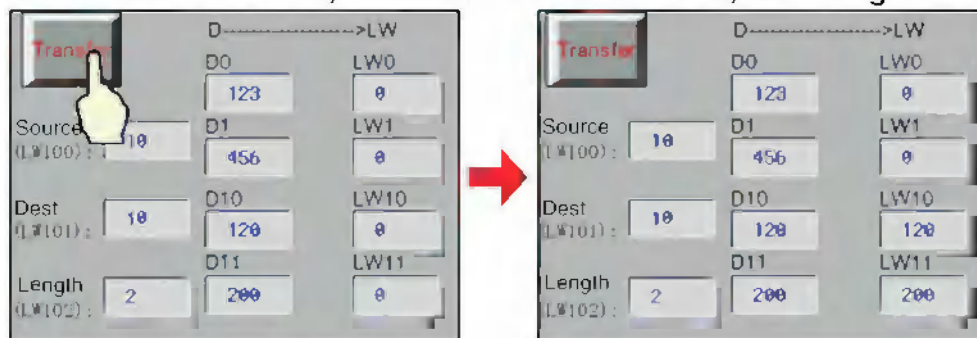 Transfer
D-------------->LW
D0 LW0
123 0
Source
(LW100): 10
D1 LW1
456 0
Dest
(LW101): 10
D10 LW10
120 0
Length
(LW102): 2
D11 LW11
200 0
Transfer
D-------------->LW
D0 LW0
123 0
Source
(LW100): 10
D1 LW1
456 0
Dest
(LW101): 10
D10 LW10
120 120
Length
(LW102): 2
D11 LW11
200 200